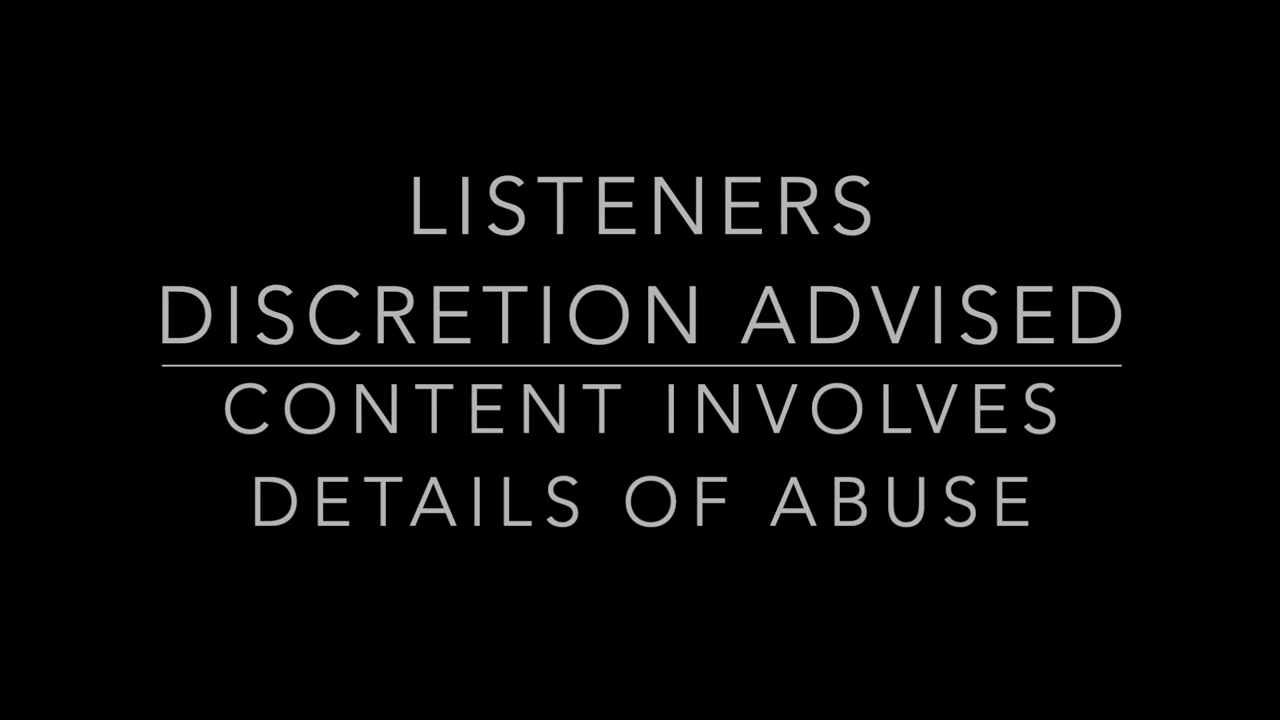 LISTENERS
DISCRETION ADVISED
CONTENT INVOLVES
DETAILS OF ABUSE